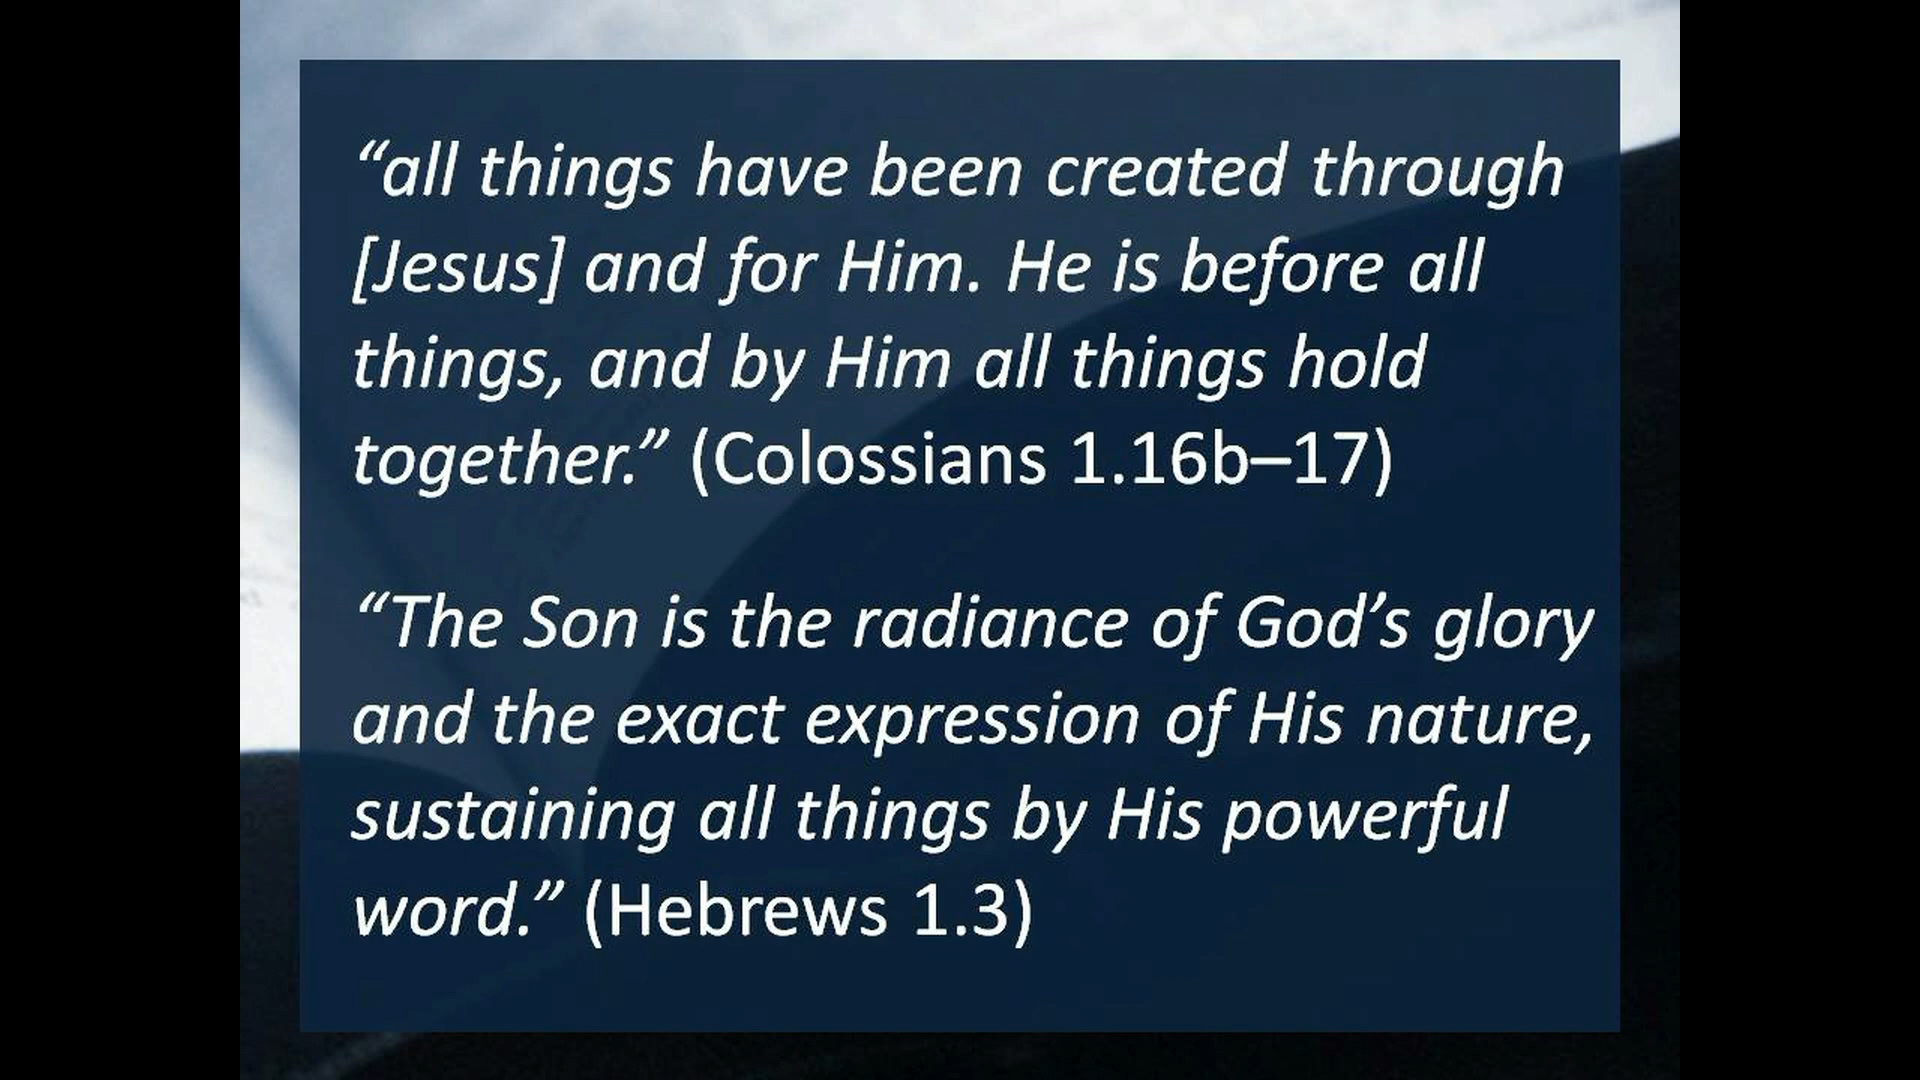 “all things have been created through
[Jesus] and for Him. He is before all
things, and by Him all things hold
together.” (Colossians 1.16b–17)
“The Son is the radiance of God’s glory
and the exact expression of His nature,
sustaining all things by His powerful
word.” (Hebrews 1.3)